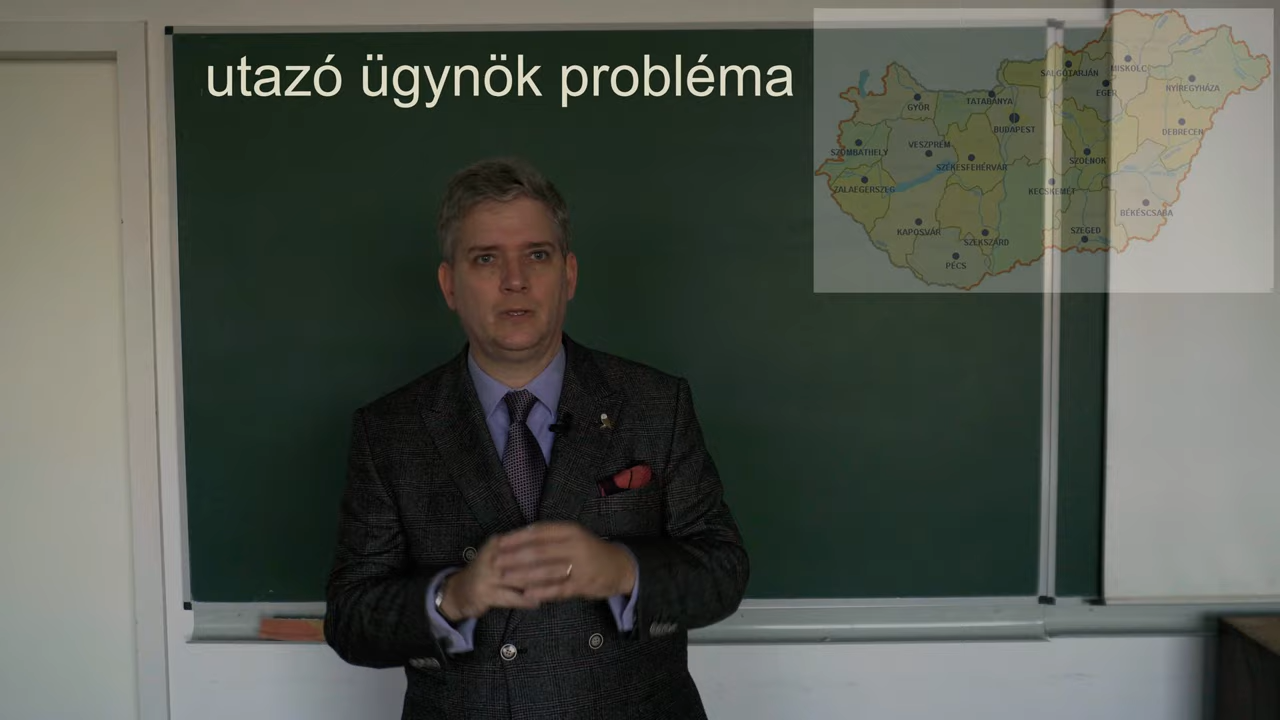 utazó ügynök probléma
SALGÓTARJÁN
MISKOLC
EGER
NYÍREGYHÁZA
GYŐR
TATABÁNYA
BUDAPEST
DEBRECEN
SZOMBATHELY
VESZPRÉM
SZÉKESFEHÉRVÁR
SZOLNOK
ZALAEGERSZEG
KECSKEMÉT
BÉKÉSCSABA
KAPOSVÁR
SZEKSZÁRD
SZEGED
PÉCS